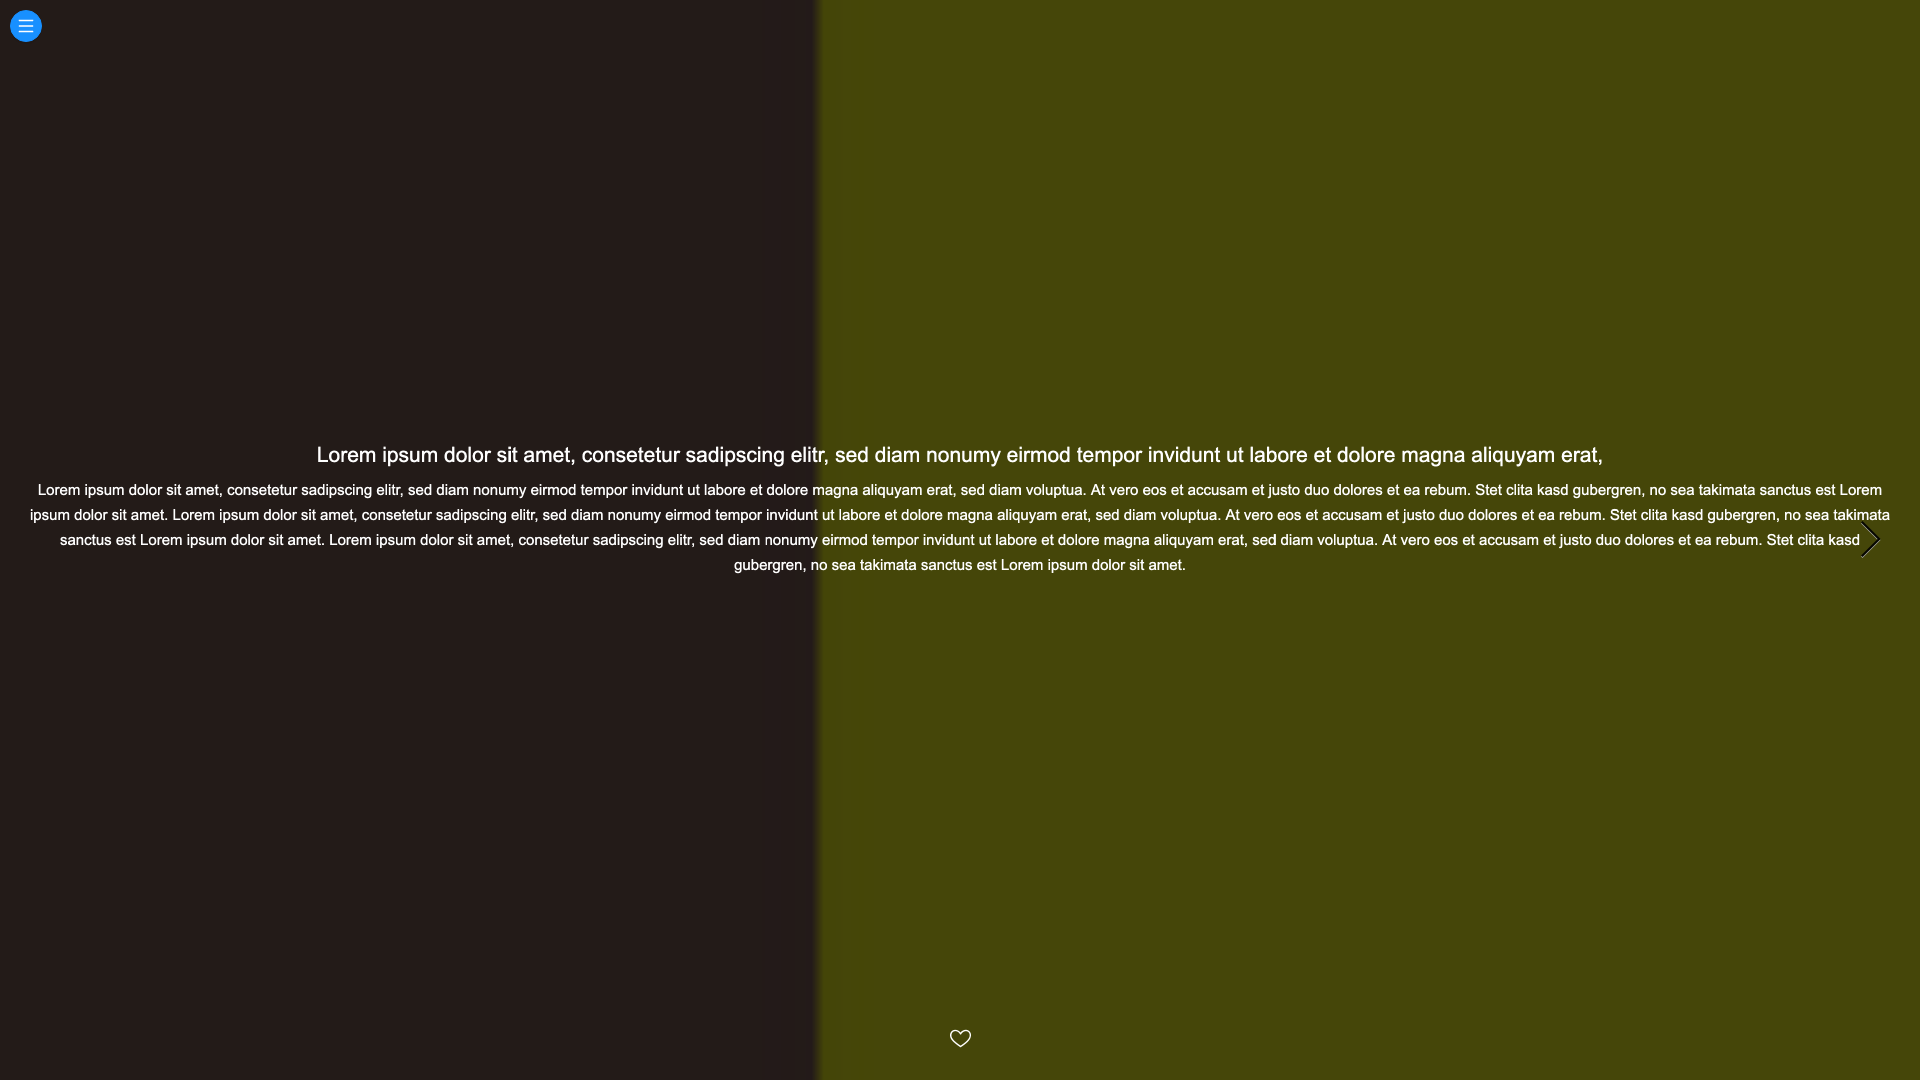 Lorem ipsum dolor sit amet, consetetur sadipscing elitr, sed diam nonumy eirmod tempor invidunt ut labore et dolore magna aliquyam erat,
Lorem ipsum dolor sit amet, consetetur sadipscing elitr, sed diam nonumy eirmod tempor invidunt ut labore et dolore magna aliquyam erat, sed diam voluptua. At vero eos et accusam et justo duo dolores et ea rebum. Stet clita kasd gubergren, no sea takimata sanctus est Lorem
ipsum dolor sit amet. Lorem ipsum dolor sit amet, consetetur sadipscing elitr, sed diam nonumy eirmod tempor invidunt ut labore et dolore magna aliquyam erat, sed diam voluptua. At vero eos et accusam et justo duo dolores et ea rebum. Stet clita kasd gubergren, no sea takimata
sanctus est Lorem ipsum dolor sit amet. Lorem ipsum dolor sit amet, consetetur sadipscing elitr, sed diam nonumy eirmod tempor invidunt ut labore et dolore magna aliquyam erat, sed diam voluptua. At vero eos et accusam et justo duo dolores et ea rebum. Stet clita kasd
gubergren, no sea takimata sanctus est Lorem ipsum dolor sit amet.